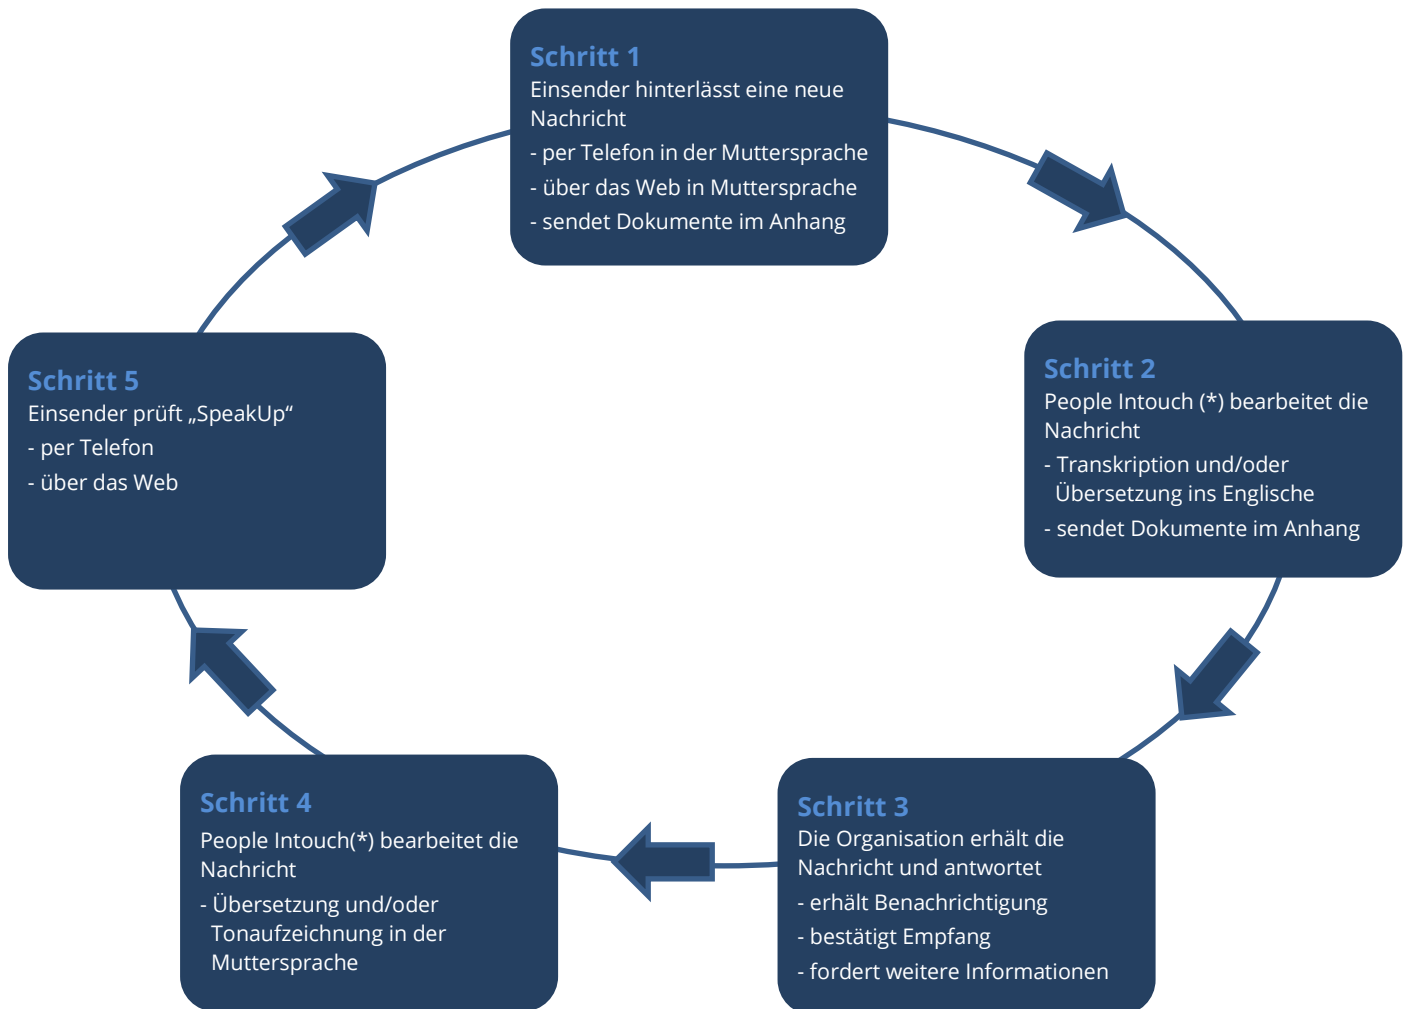 Schritt 1
Einsender hinterlässt eine neue
Nachricht
- per Telefon in der Muttersprache
- über das Web in Muttersprache
- sendet Dokumente im Anhang
Schritt 2
People Intouch (*) bearbeitet die
Nachricht
- Transkription und/oder
Übersetzung ins Englische
- sendet Dokumente im Anhang
Schritt 3
Die Organisation erhält die
Nachricht und antwortet
- erhält Benachrichtigung
- bestätigt Empfang
- fordert weitere Informationen
Schritt 4
People Intouch(*) bearbeitet die
Nachricht
- Übersetzung und/oder
Tonaufzeichnung in der
Muttersprache
Schritt 5
Einsender prüft „SpeakUp“
- per Telefon
- über das Web